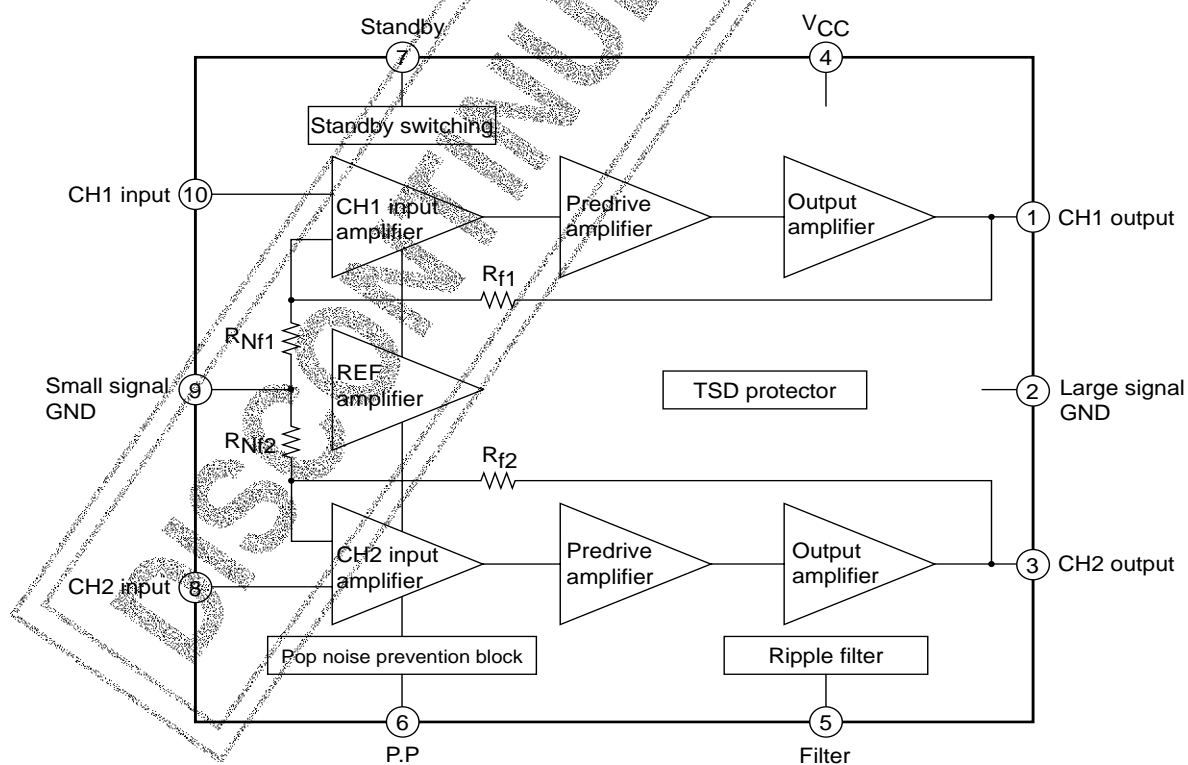 Standby
VCC
7
4
Standby switching
CH1 input
10
CH1 input
amplifier
Predrive
amplifier
Output
amplifier
1
CH1 output
Rf1
RNf1
Small signal
GND
9
REF
amplifier
TSD protector
2
Large signal
GND
RNf2
Rf2
CH2 input
8
CH2 input
amplifier
Predrive
amplifier
Output
amplifier
3
CH2 output
Pop noise prevention block
Ripple filter
6
5
P.P
Filter
DISCONTINUE